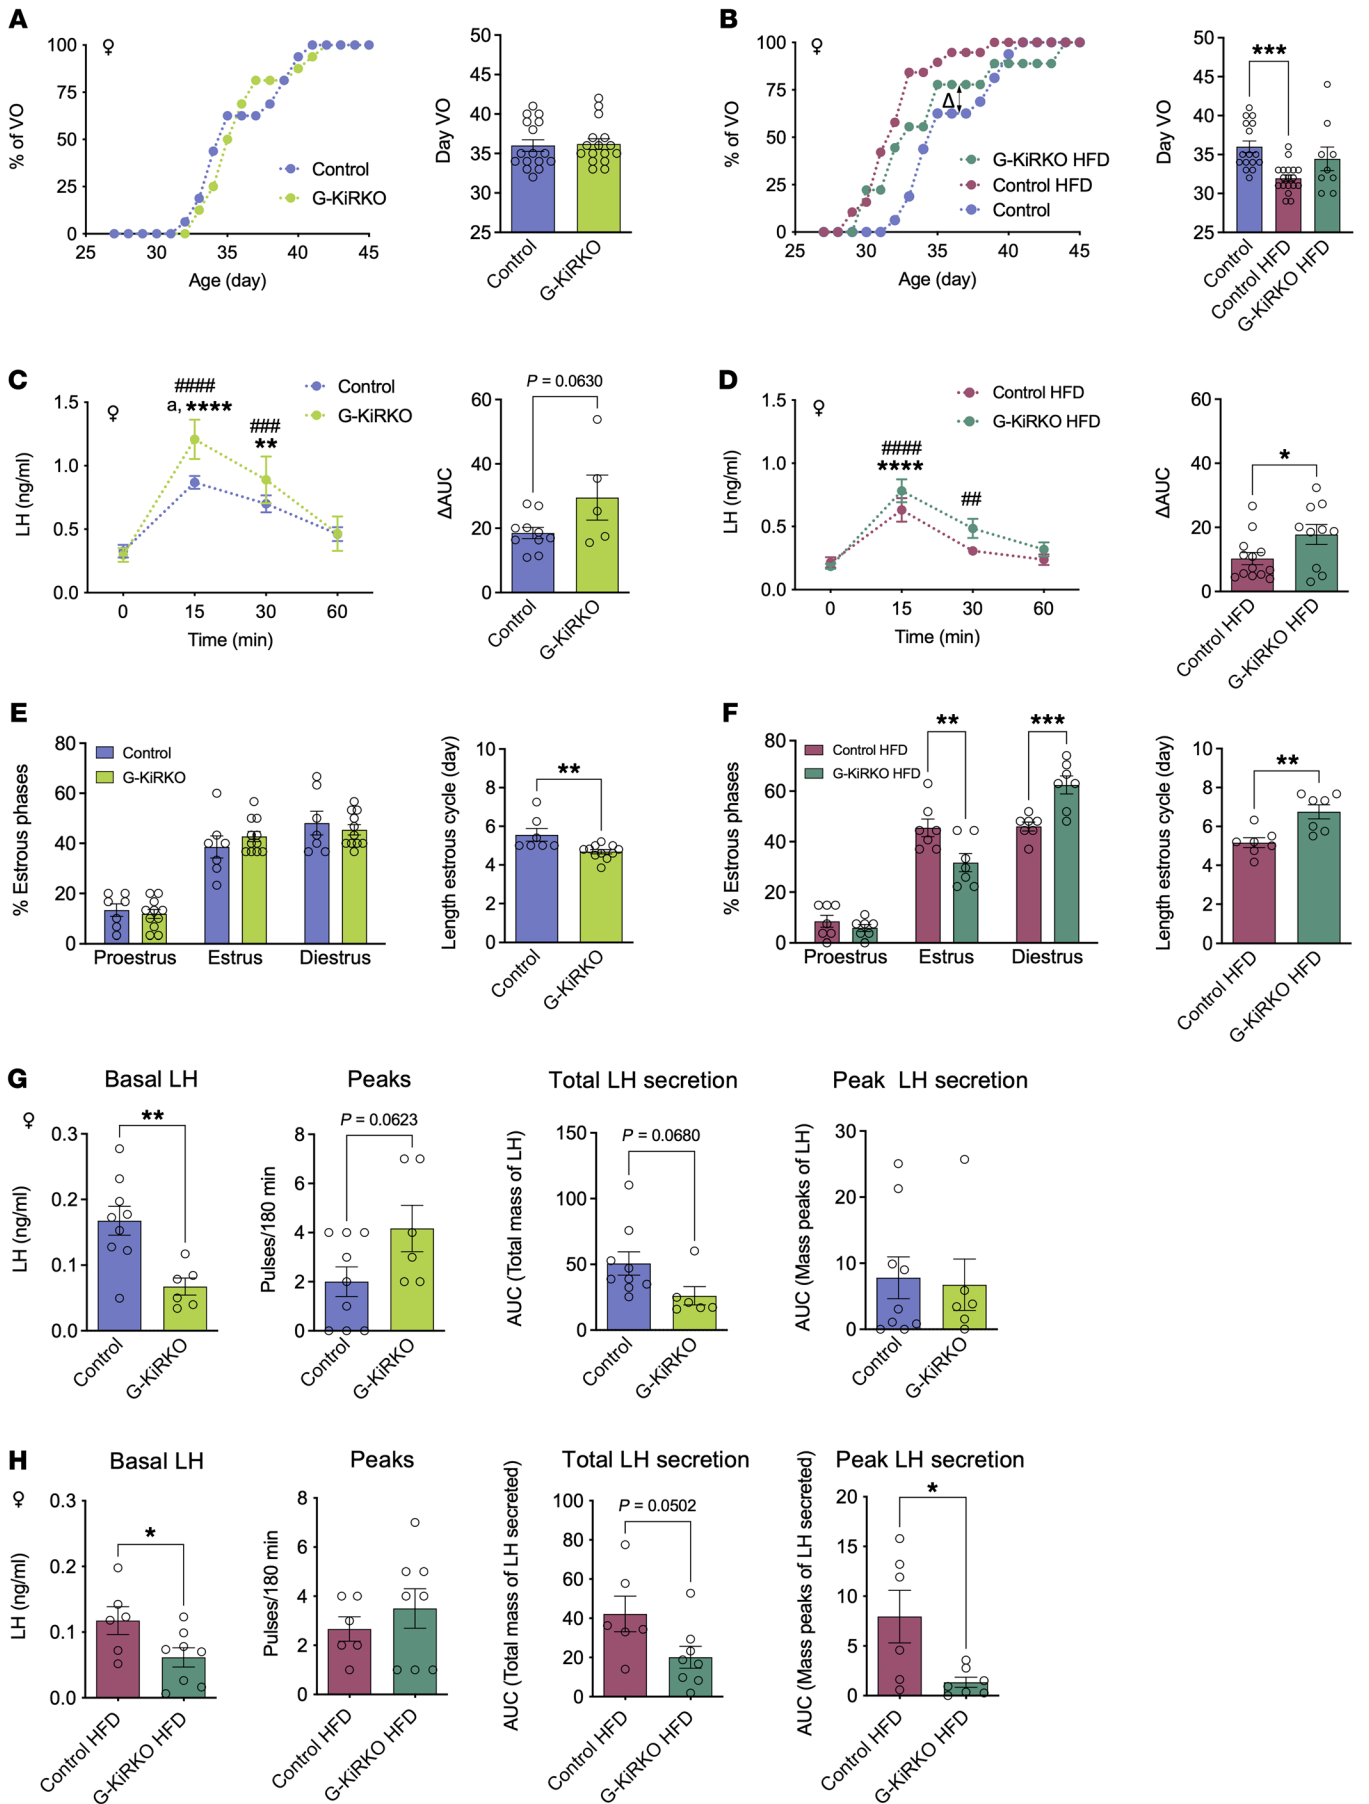 A
♀
% of VO
100
75
50
25
0
25 30 35 40 45
Age (day)
Control
G-KiRKO
Day VO
50
45
40
35
30
25
Control
G-KiRKO
B
♀
% of VO
100
75
50
25
0
25 30 35 40 45
Age (day)
Δ
G-KiRKO HFD
Control HFD
Control
Day VO
50
45
40
35
30
25
***
Control
Control HFD
G-KiRKO HFD
C
♀
LH (ng/ml)
1.5
1.0
0.5
0.0
0 15 30 60
Time (min)
####
a, ****
###
**
Control
G-KiRKO
ΔAUC
60
40
20
0
P = 0.0630
Control
G-KiRKO
D
♀
LH (ng/ml)
1.5
1.0
0.5
0.0
0 15 30 60
Time (min)
####
****
##
Control HFD
G-KiRKO HFD
ΔAUC
60
40
20
0
*
Control HFD
G-KiRKO HFD
E
% Estrous phases
80
60
40
20
0
Control
G-KiRKO
Proestrus Estrus Diestrus
Length estrous cycle (day)
10
8
6
4
2
0
**
Control
G-KiRKO
F
% Estrous phases
80
60
40
20
0
Control HFD
G-KiRKO HFD
**
***
Proestrus Estrus Diestrus
Length estrous cycle (day)
10
8
6
4
2
0
**
Control HFD
G-KiRKO HFD
G
♀
Basal LH
LH (ng/ml)
0.3
0.2
0.1
0.0
**
Control
G-KiRKO
Peaks
Pulses/180 min
8
6
4
2
0
P = 0.0623
Control
G-KiRKO
Total LH secretion
AUC (Total mass of LH)
150
100
50
0
P = 0.0680
Control
G-KiRKO
Peak LH secretion
AUC (Mass peaks of LH)
30
20
10
0
Control
G-KiRKO
H
♀
Basal LH
LH (ng/ml)
0.3
0.2
0.1
0.0
*
Control HFD
G-KiRKO HFD
Peaks
Pulses/180 min
8
6
4
2
0
Control HFD
G-KiRKO HFD
Total LH secretion
AUC (Total mass of LH secreted)
100
80
60
40
20
0
P = 0.0502
Control HFD
G-KiRKO HFD
Peak LH secretion
AUC (Mass peaks of LH secreted)
20
15
10
5
0
*
Control HFD
G-KiRKO HFD